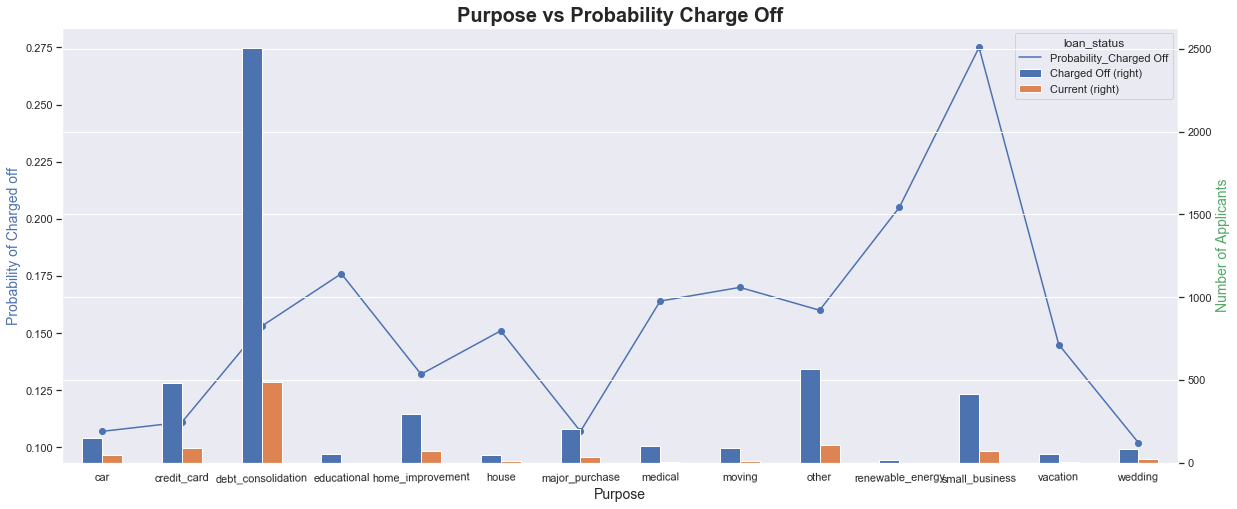 Purpose vs Probability Charge Off
loan_status
Probability_Charged Off
Charged Off (right)
Current (right)
Probability of Charged off
0.275
0.250
0.225
0.200
0.175
0.150
0.125
0.100
2500
2000
1500
1000
500
0
Number of Applicants
car credit_card debt_consolidation educational home_improvement house major_purchase medical moving other renewable_energy small_business vacation wedding
Purpose